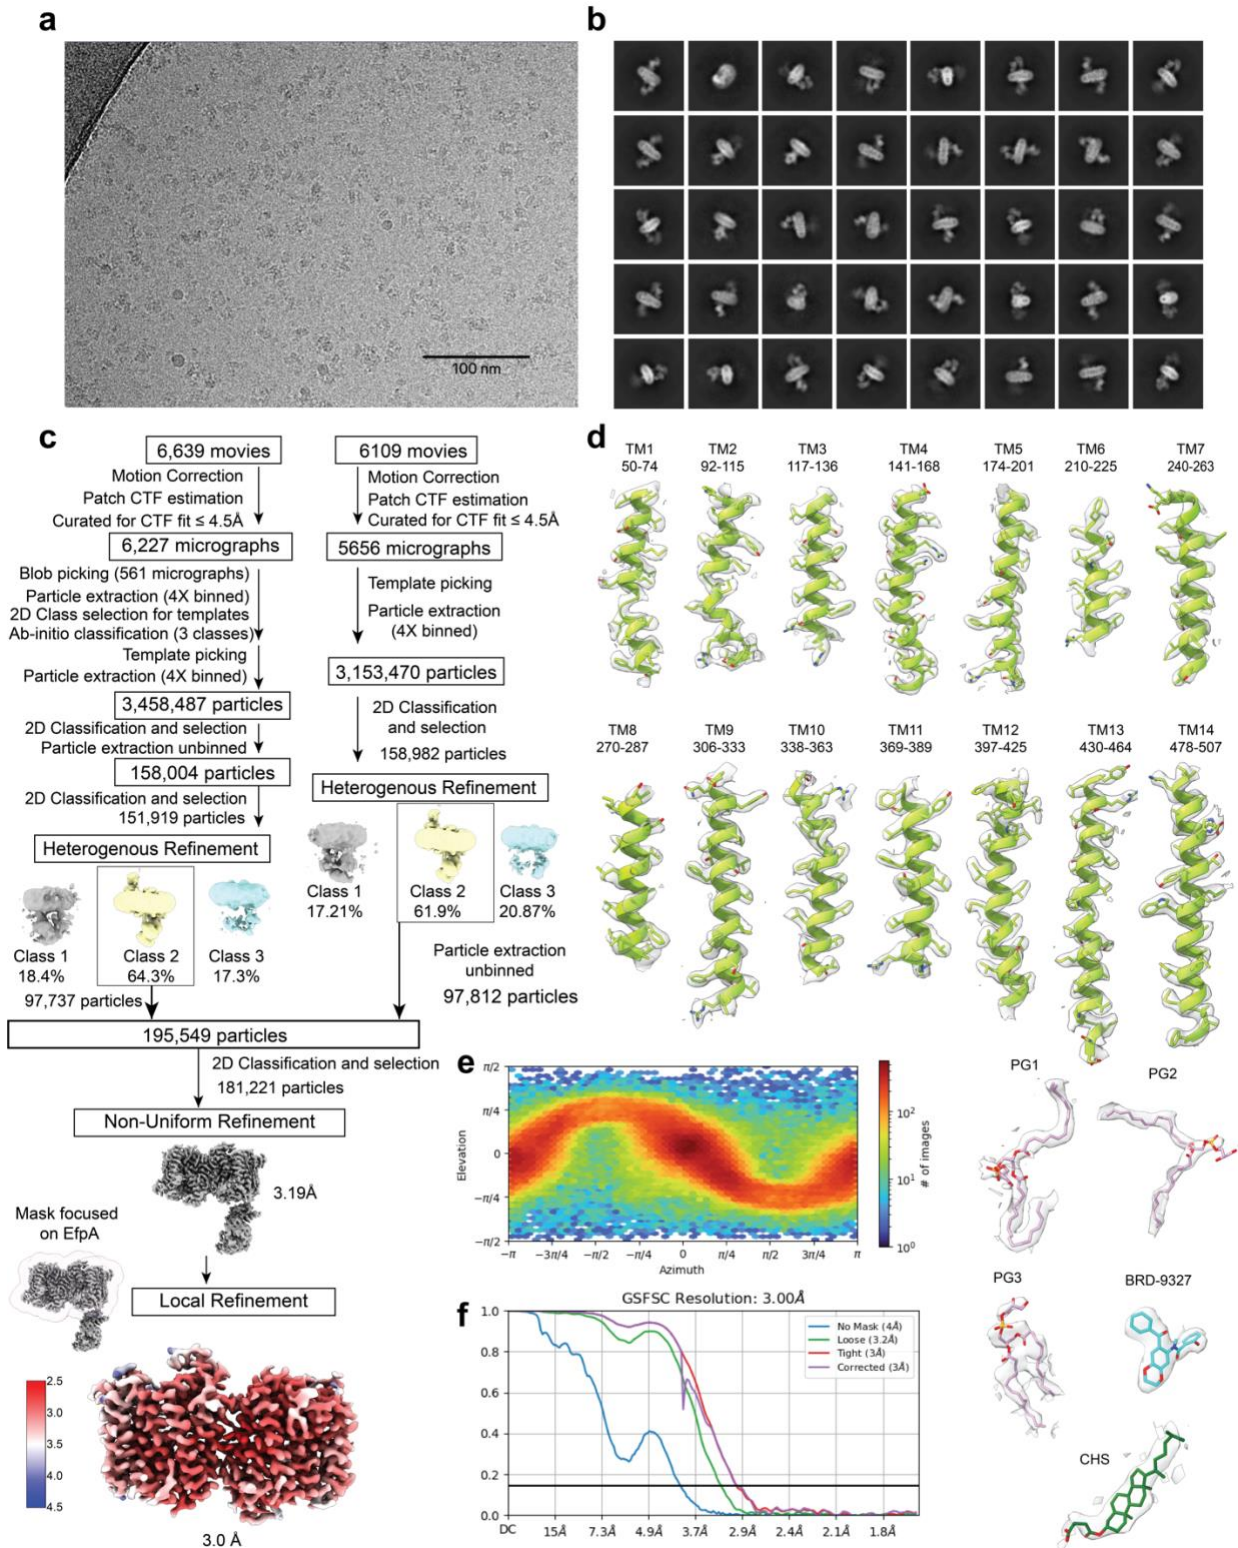 a
100 nm
b
c
6,639 movies
Motion Correction
Patch CTF estimation
Curated for CTF fit ≤ 4.5Å
6,227 micrographs
Blob picking (561 micrographs)
Particle extraction (4X binned)
2D Class selection for templates
Ab-initio classification (3 classes)
Template picking
Particle extraction (4X binned)
3,458,487 particles
2D Classification and selection
Particle extraction unbinned
158,004 particles
2D Classification and selection
151,919 particles
Heterogenous Refinement
Class 1
18.4%
Class 2
64.3%
Class 3
17.3%
97,737 particles
6109 movies
Motion Correction
Patch CTF estimation
Curated for CTF fit ≤ 4.5Å
5656 micrographs
Template picking
Particle extraction
(4X binned)
3,153,470 particles
2D Classification
and selection
158,982 particles
Heterogenous Refinement
Class 1
17.21%
Class 2
61.9%
Class 3
20.87%
Particle extraction
unbinned
97,812 particles
195,549 particles
2D Classification and selection
181,221 particles
Non-Uniform Refinement
3.19Å
Mask focused
on EfpA
Local Refinement
2.5
3.0
3.5
4.0
4.5
3.0 Å
d
TM1
50-74
TM2
92-115
TM3
117-136
TM4
141-168
TM5
174-201
TM6
210-225
TM7
240-263
TM8
270-287
TM9
306-333
TM10
338-363
TM11
369-389
TM12
397-425
TM13
430-464
TM14
478-507
PG1
PG2
PG3
BRD-9327
CHS
e
π/2
π/4
0
−π/4
−π/2
Elevation
−π
−3π/4
−π/2
−π/4
0
π/4
π/2
3π/4
π
Azimuth
10²
10¹
10⁰
# of images
f
GSFSC Resolution: 3.00Å
1.0
0.8
0.6
0.4
0.2
0.0
No Mask (4Å)
Loose (3.2Å)
Tight (3Å)
Corrected (3Å)
DC
15Å
7.3Å
4.9Å
3.7Å
2.9Å
2.4Å
2.1Å
1.8Å